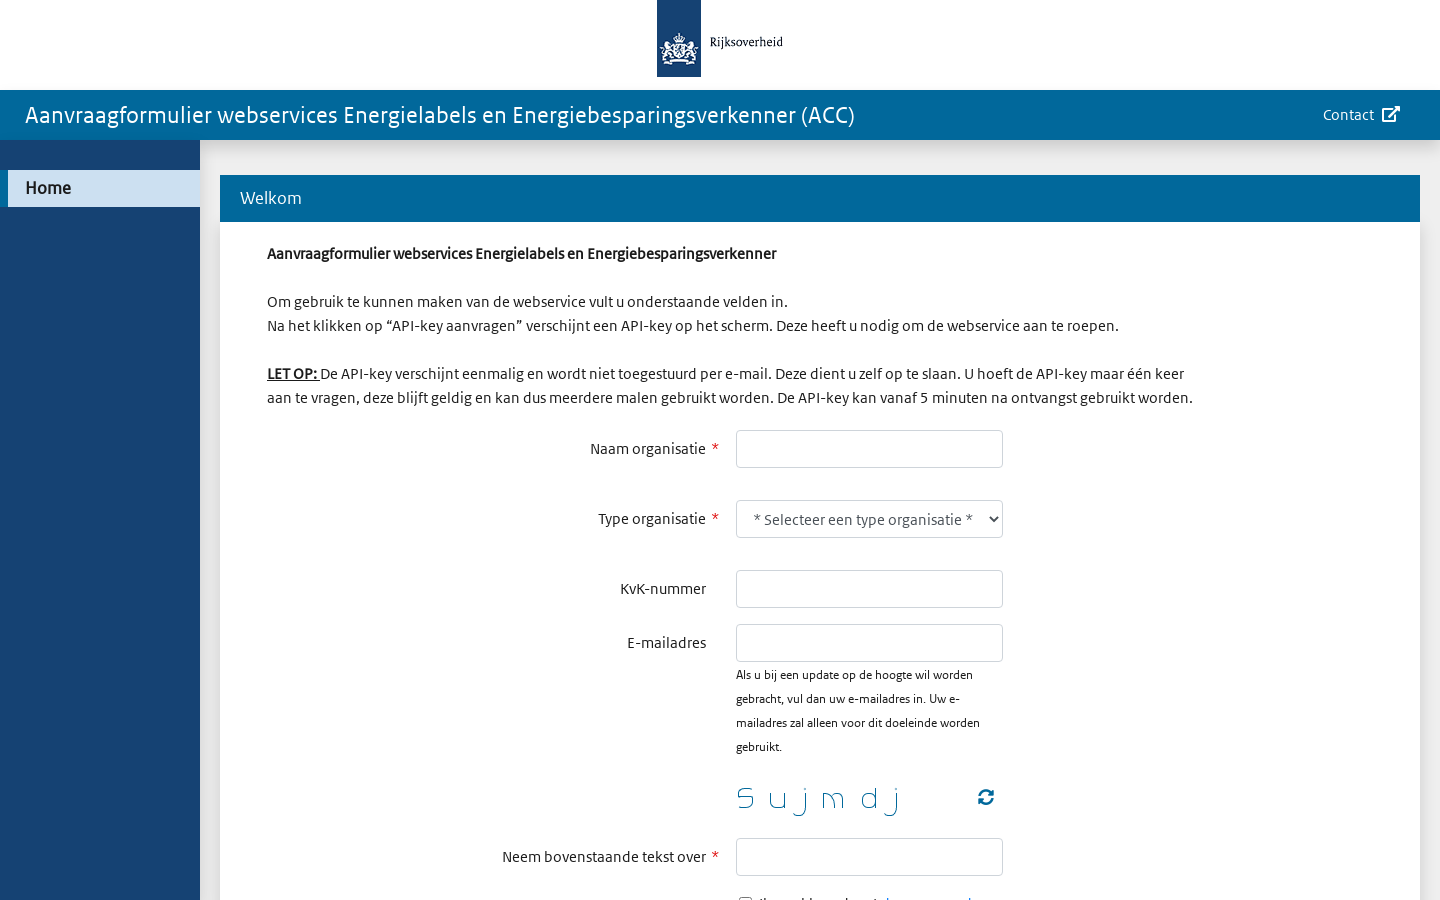 Rijksoverheid
Aanvraagformulier webservices Energielabels en Energiebesparingsverkenner (ACC)
Contact
Home
Welkom
Aanvraagformulier webservices Energielabels en Energiebesparingsverkenner
Om gebruik te kunnen maken van de webservice vult u onderstaande velden in.
Na het klikken op “API-key aanvragen” verschijnt een API-key op het scherm. Deze heeft u nodig om de webservice aan te roepen.
LET OP: De API-key verschijnt eenmalig en wordt niet toegestuurd per e-mail. Deze dient u zelf op te slaan. U hoeft de API-key maar één keer
aan te vragen, deze blijft geldig en kan dus meerdere malen gebruikt worden. De API-key kan vanaf 5 minuten na ontvangst gebruikt worden.
Naam organisatie *
Type organisatie * * Selecteer een type organisatie *
KvK-nummer
E-mailadres
Als u bij een update op de hoogte wil worden
gebracht, vul dan uw e-mailadres in. Uw e-
mailadres zal alleen voor dit doeleinde worden
gebruikt.
S u j m d j
Neem bovenstaande tekst over *